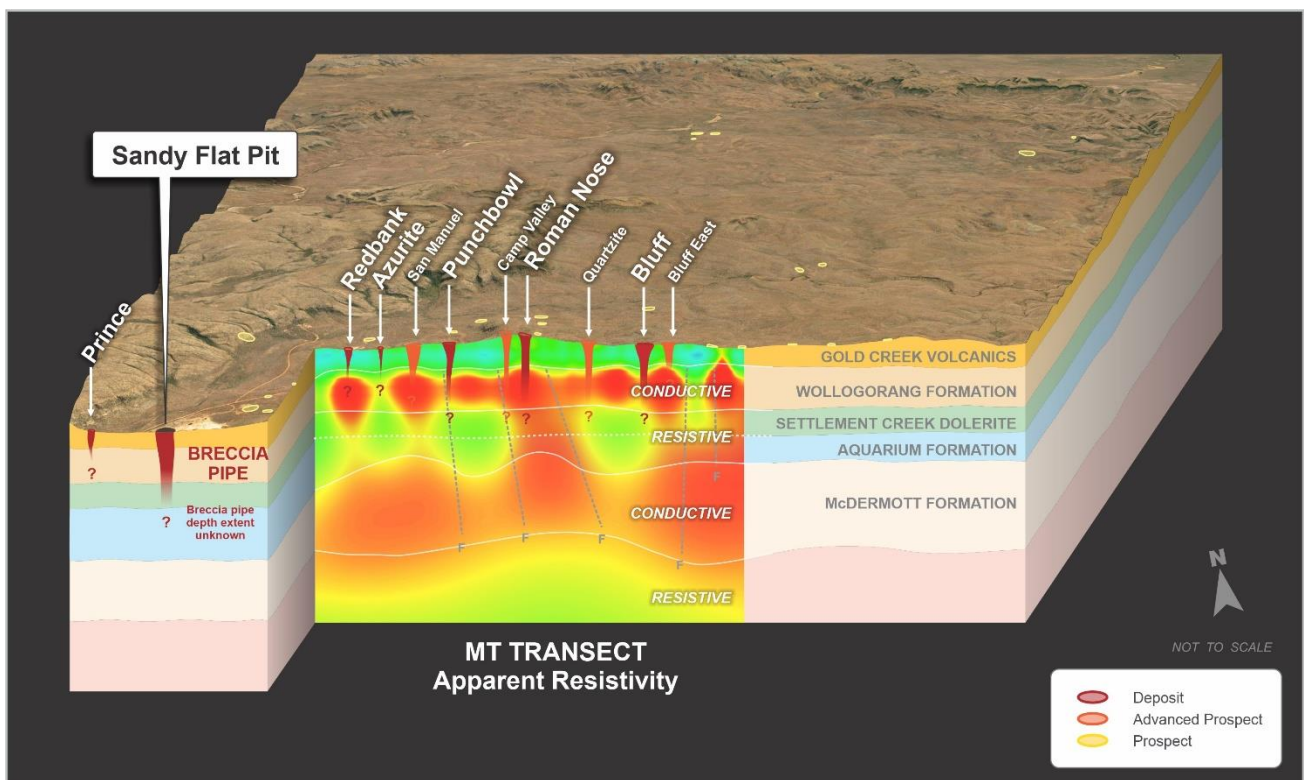 Sandy Flat Pit
Prince
Redbank
Azurite
San Manuel
Punchbowl
Camp Valley
Roman Nose
Quartzite
Bluff
Bluff East
GOLD CREEK VOLCANICS
WOLLOGORANG FORMATION
SETTLEMENT CREEK DOLERITE
AQUARIUM FORMATION
McDERMOTT FORMATION
CONDUCTIVE
RESISTIVE
CONDUCTIVE
RESISTIVE
?
?
?
?
?
?
?
?
?
?
F
F
F
F
F
BRECCIA
PIPE
Breccia pipe
depth extent
unknown
MT TRANSECT
Apparent Resistivity
N
NOT TO SCALE
Deposit
Advanced Prospect
Prospect